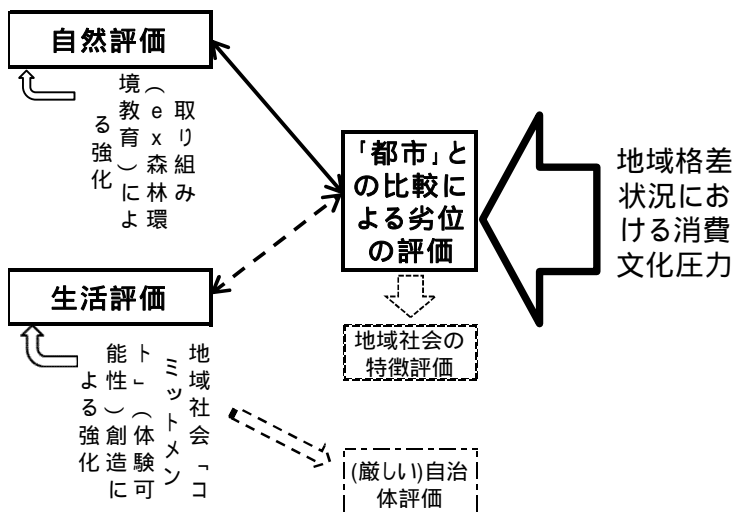 自然評価
取り組み
(ex森林環
境教育)によ
る強化
「都市」と
の比較に
よる劣位
の評価
地域格差
状況にお
ける消費
文化圧力
生活評価
地域社会「コ
ミットメン
ト」(体験可
能性)創造に
よる強化
地域社会の
特徴評価
(厳しい)自治
体評価